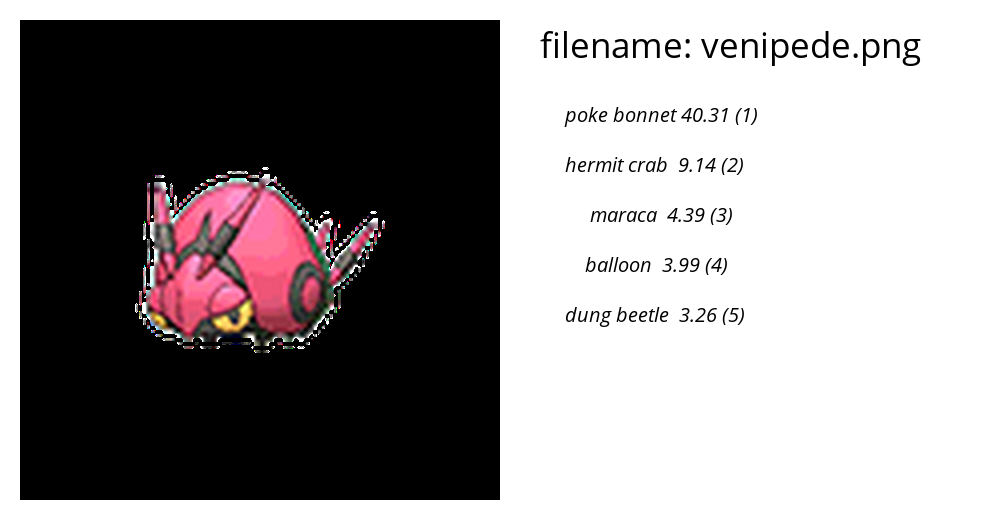 filename: venipede.png
poke bonnet 40.31 (1)
hermit crab 9.14 (2)
maraca 4.39 (3)
balloon 3.99 (4)
dung beetle 3.26 (5)